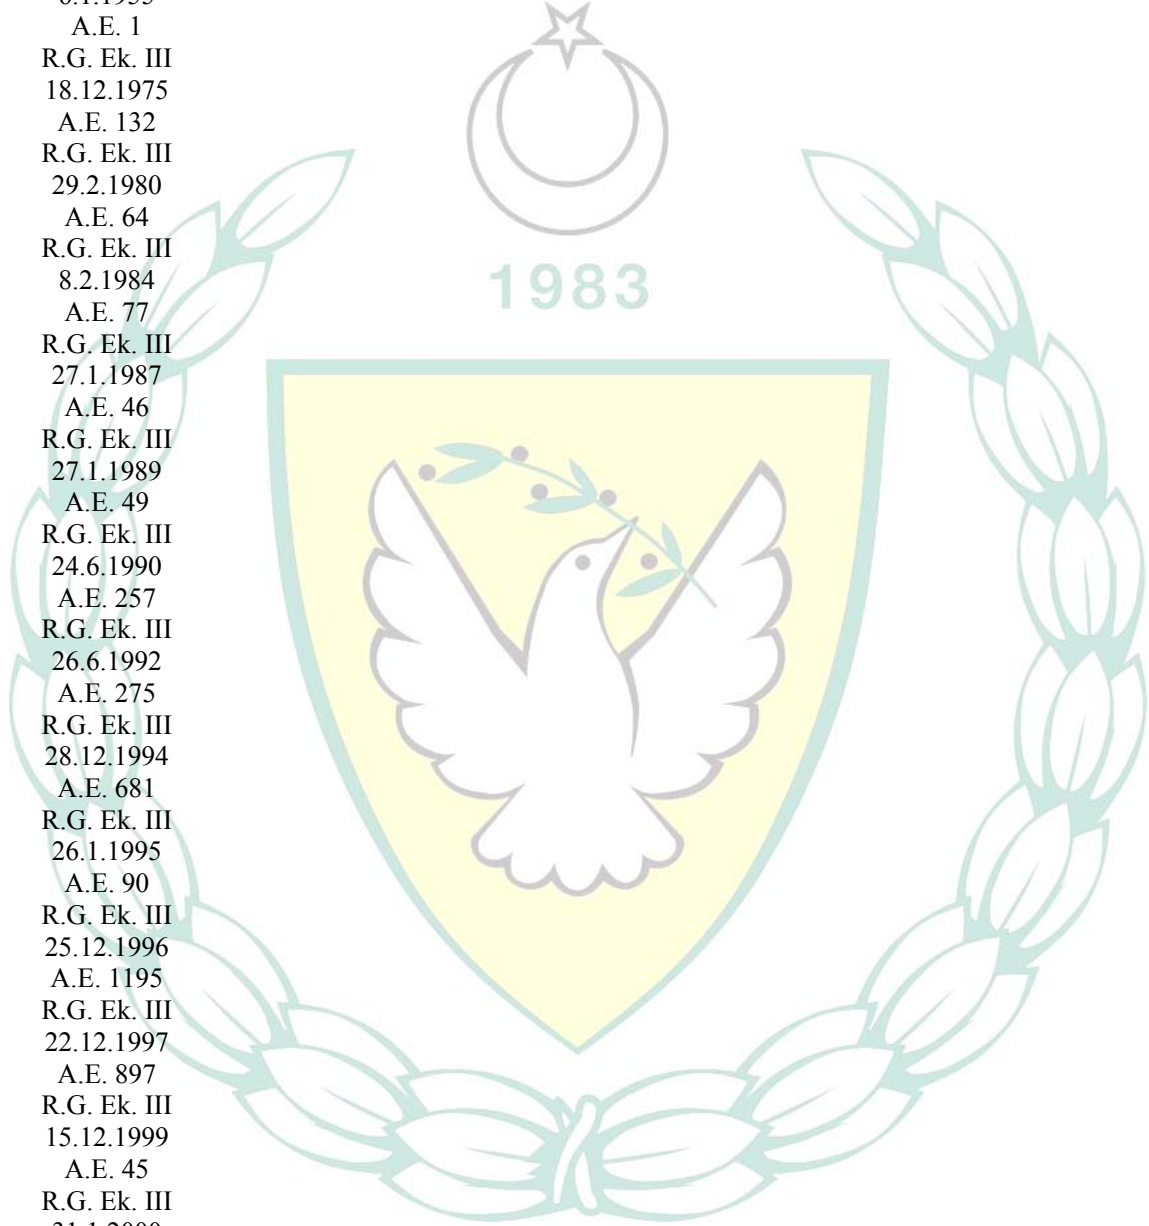 A.E. 1
R.G. Ek. III
18.12.1975
A.E. 132
R.G. Ek. III
29.2.1980
A.E. 64
R.G. Ek. III
8.2.1984
A.E. 77
R.G. Ek. III
27.1.1987
A.E. 46
R.G. Ek. III
27.1.1989
A.E. 49
R.G. Ek. III
24.6.1990
A.E. 257
R.G. Ek. III
26.6.1992
A.E. 275
R.G. Ek. III
28.12.1994
A.E. 681
R.G. Ek. III
26.1.1995
A.E. 90
R.G. Ek. III
25.12.1996
A.E. 1195
R.G. Ek. III
22.12.1997
A.E. 897
R.G. Ek. III
15.12.1999
A.E. 45
R.G. Ek. III
1983